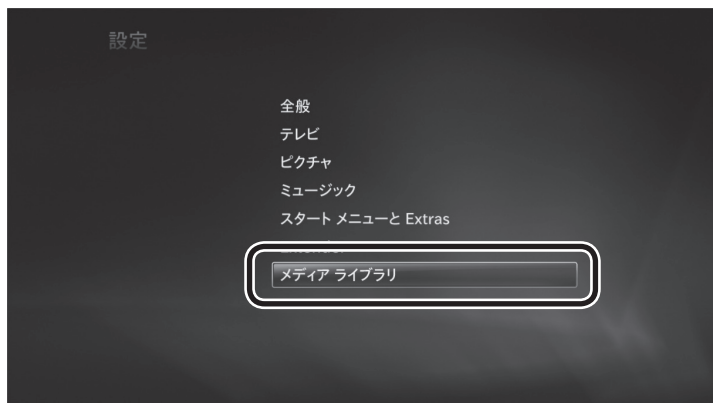 設定
全般
テレビ
ピクチャ
ミュージック
スタート メニューと Extras
メディア ライブラリ